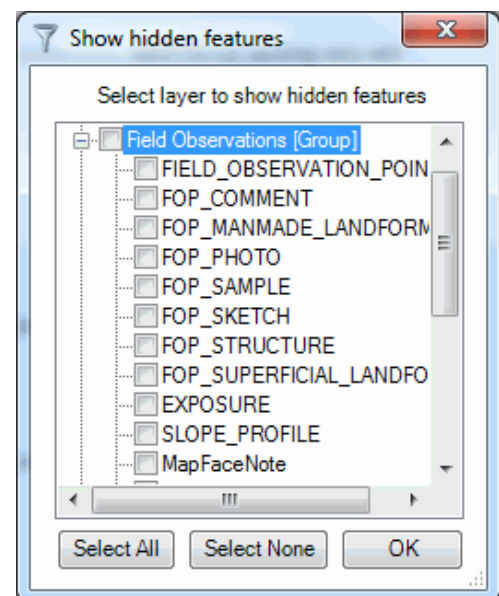 Show hidden features
Select layer to show hidden features
Field Observations [Group]
FIELD_OBSERVATION_POIN
FOP_COMMENT
FOP_MANMADE_LANDFORM
FOP_PHOTO
FOP_SAMPLE
FOP_SKETCH
FOP_STRUCTURE
FOP_SUPERFICIAL_LANDFO
EXPOSURE
SLOPE_PROFILE
MapFaceNote
Select All Select None OK